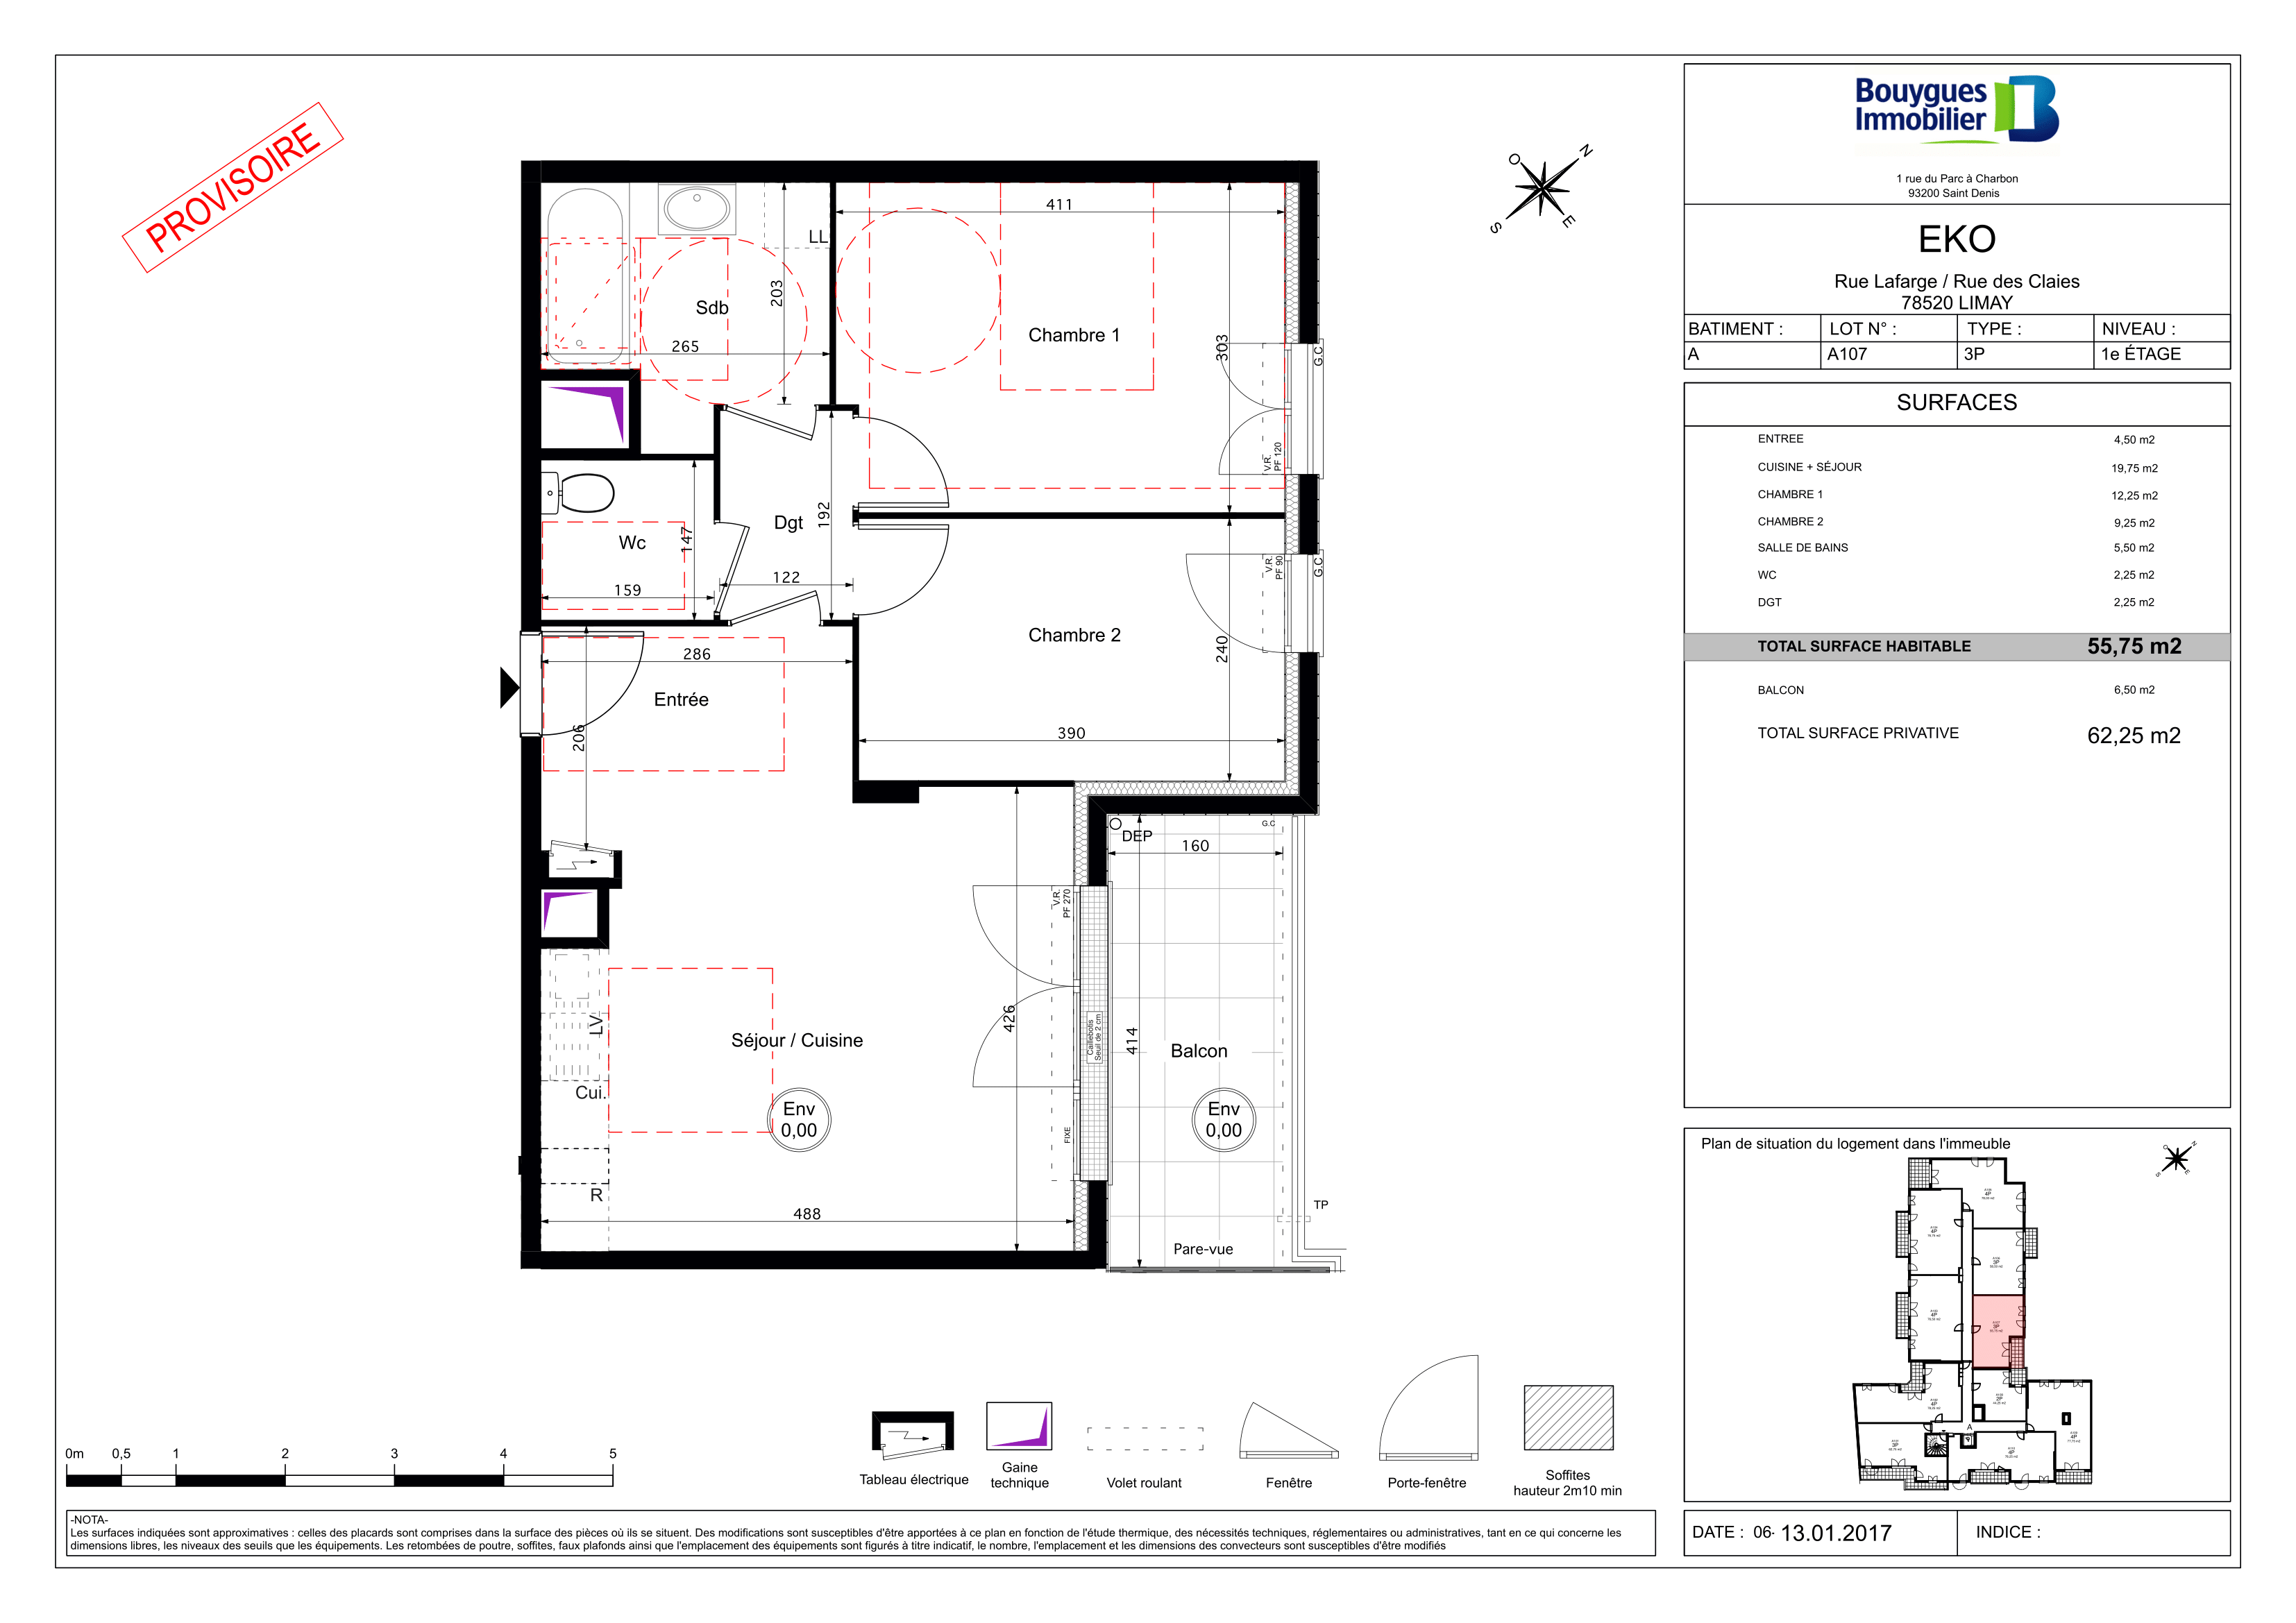 PROVISOIRE
O
N
S
E
411
LL
203
Sdb
265
Chambre 1
303
G.C
V.R.
PF 120
Dgt
192
Wc
147
159
122
V.R.
PF 90
G.C
Chambre 2
240
286
Entrée
206
390
G.C
DEP
160
V.R.
PF 270
426
LV
Séjour / Cuisine
Caillebotis
Seuil de 2 cm
414
Balcon
Cui.
Env
0,00
Env
0,00
FIXE
R
488
TP
Pare-vue
0m 0,5 1 2 3 4 5
Tableau électrique
Gaine
technique
Volet roulant
Fenêtre
Porte-fenêtre
Soffites
hauteur 2m10 min
-NOTA-
Les surfaces indiquées sont approximatives : celles des placards sont comprises dans la surface des pièces où ils se situent. Des modifications sont susceptibles d'être apportées à ce plan en fonction de l'étude thermique, des nécessités techniques, réglementaires ou administratives, tant en ce qui concerne les
dimensions libres, les niveaux des seuils que les équipements. Les retombées de poutre, soffites, faux plafonds ainsi que l'emplacement des équipements sont figurés à titre indicatif, le nombre, l'emplacement et les dimensions des convecteurs sont susceptibles d'être modifiés
Bouygues
Immobilier
1 rue du Parc à Charbon
93200 Saint Denis
EKO
Rue Lafarge / Rue des Claies
78520 LIMAY
BATIMENT : LOT N° : TYPE : NIVEAU :
A A107 3P 1e ÉTAGE
SURFACES
ENTREE 4,50 m2
CUISINE + SÉJOUR 19,75 m2
CHAMBRE 1 12,25 m2
CHAMBRE 2 9,25 m2
SALLE DE BAINS 5,50 m2
WC 2,25 m2
DGT 2,25 m2
TOTAL SURFACE HABITABLE 55,75 m2
BALCON 6,50 m2
TOTAL SURFACE PRIVATIVE 62,25 m2
Plan de situation du logement dans l'immeuble
O
N
S
E
4P
4P
3P
4P
3P
4P
2P
A
3P
4P
4P
DATE : 06- 13.01.2017 INDICE :